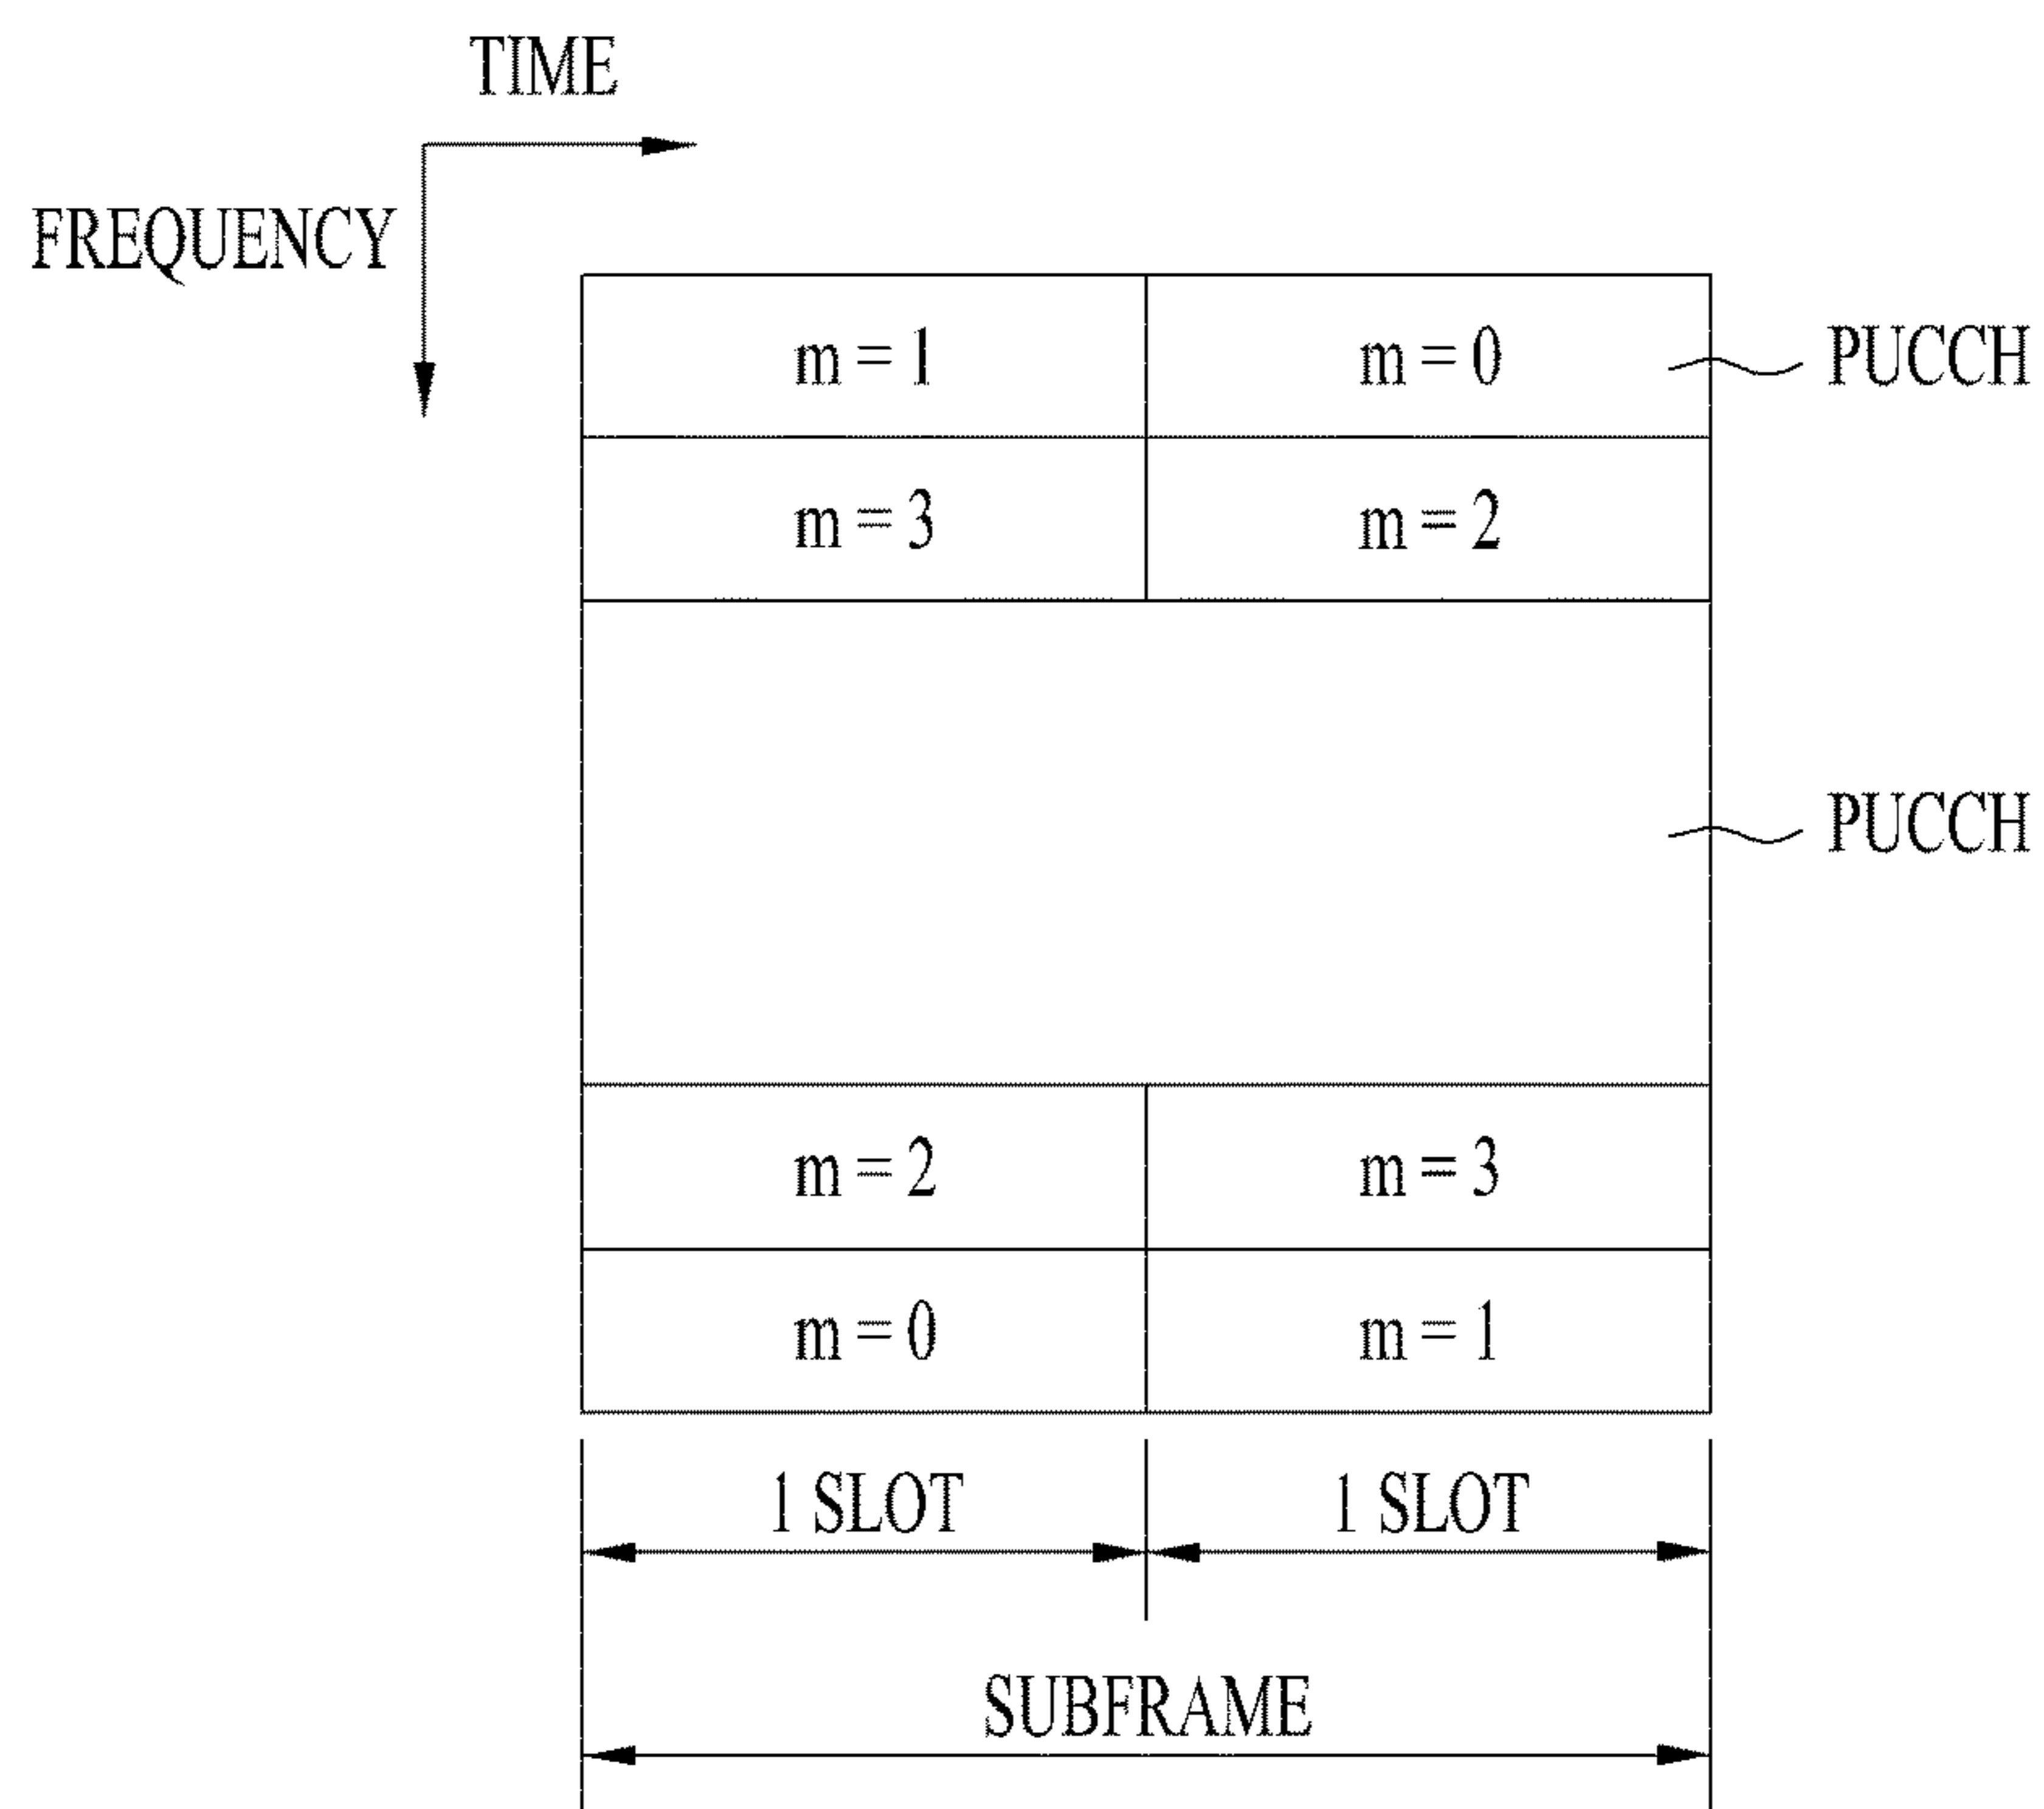 TIME
FREQUENCY
m = 1 m = 0 PUCCH
m = 3 m = 2
PUCCH
m = 2 m = 3
m = 0 m = 1
1 SLOT 1 SLOT
SUBFRAME